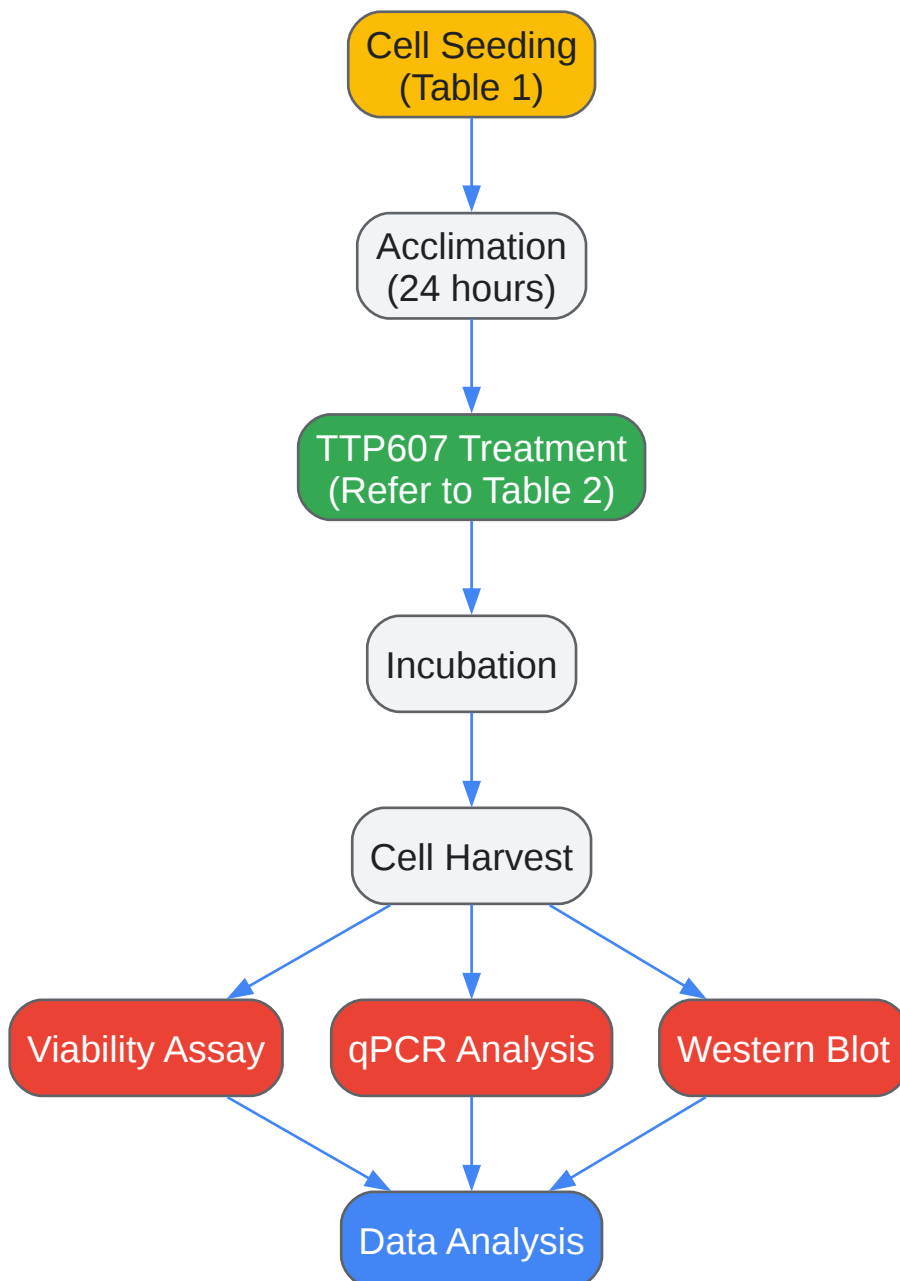 Cell Seeding
(Table 1)
Acclimation
(24 hours)
TTP607 Treatment
(Refer to Table 2)
Incubation
Cell Harvest
Viability Assay
qPCR Analysis
Western Blot
Data Analysis